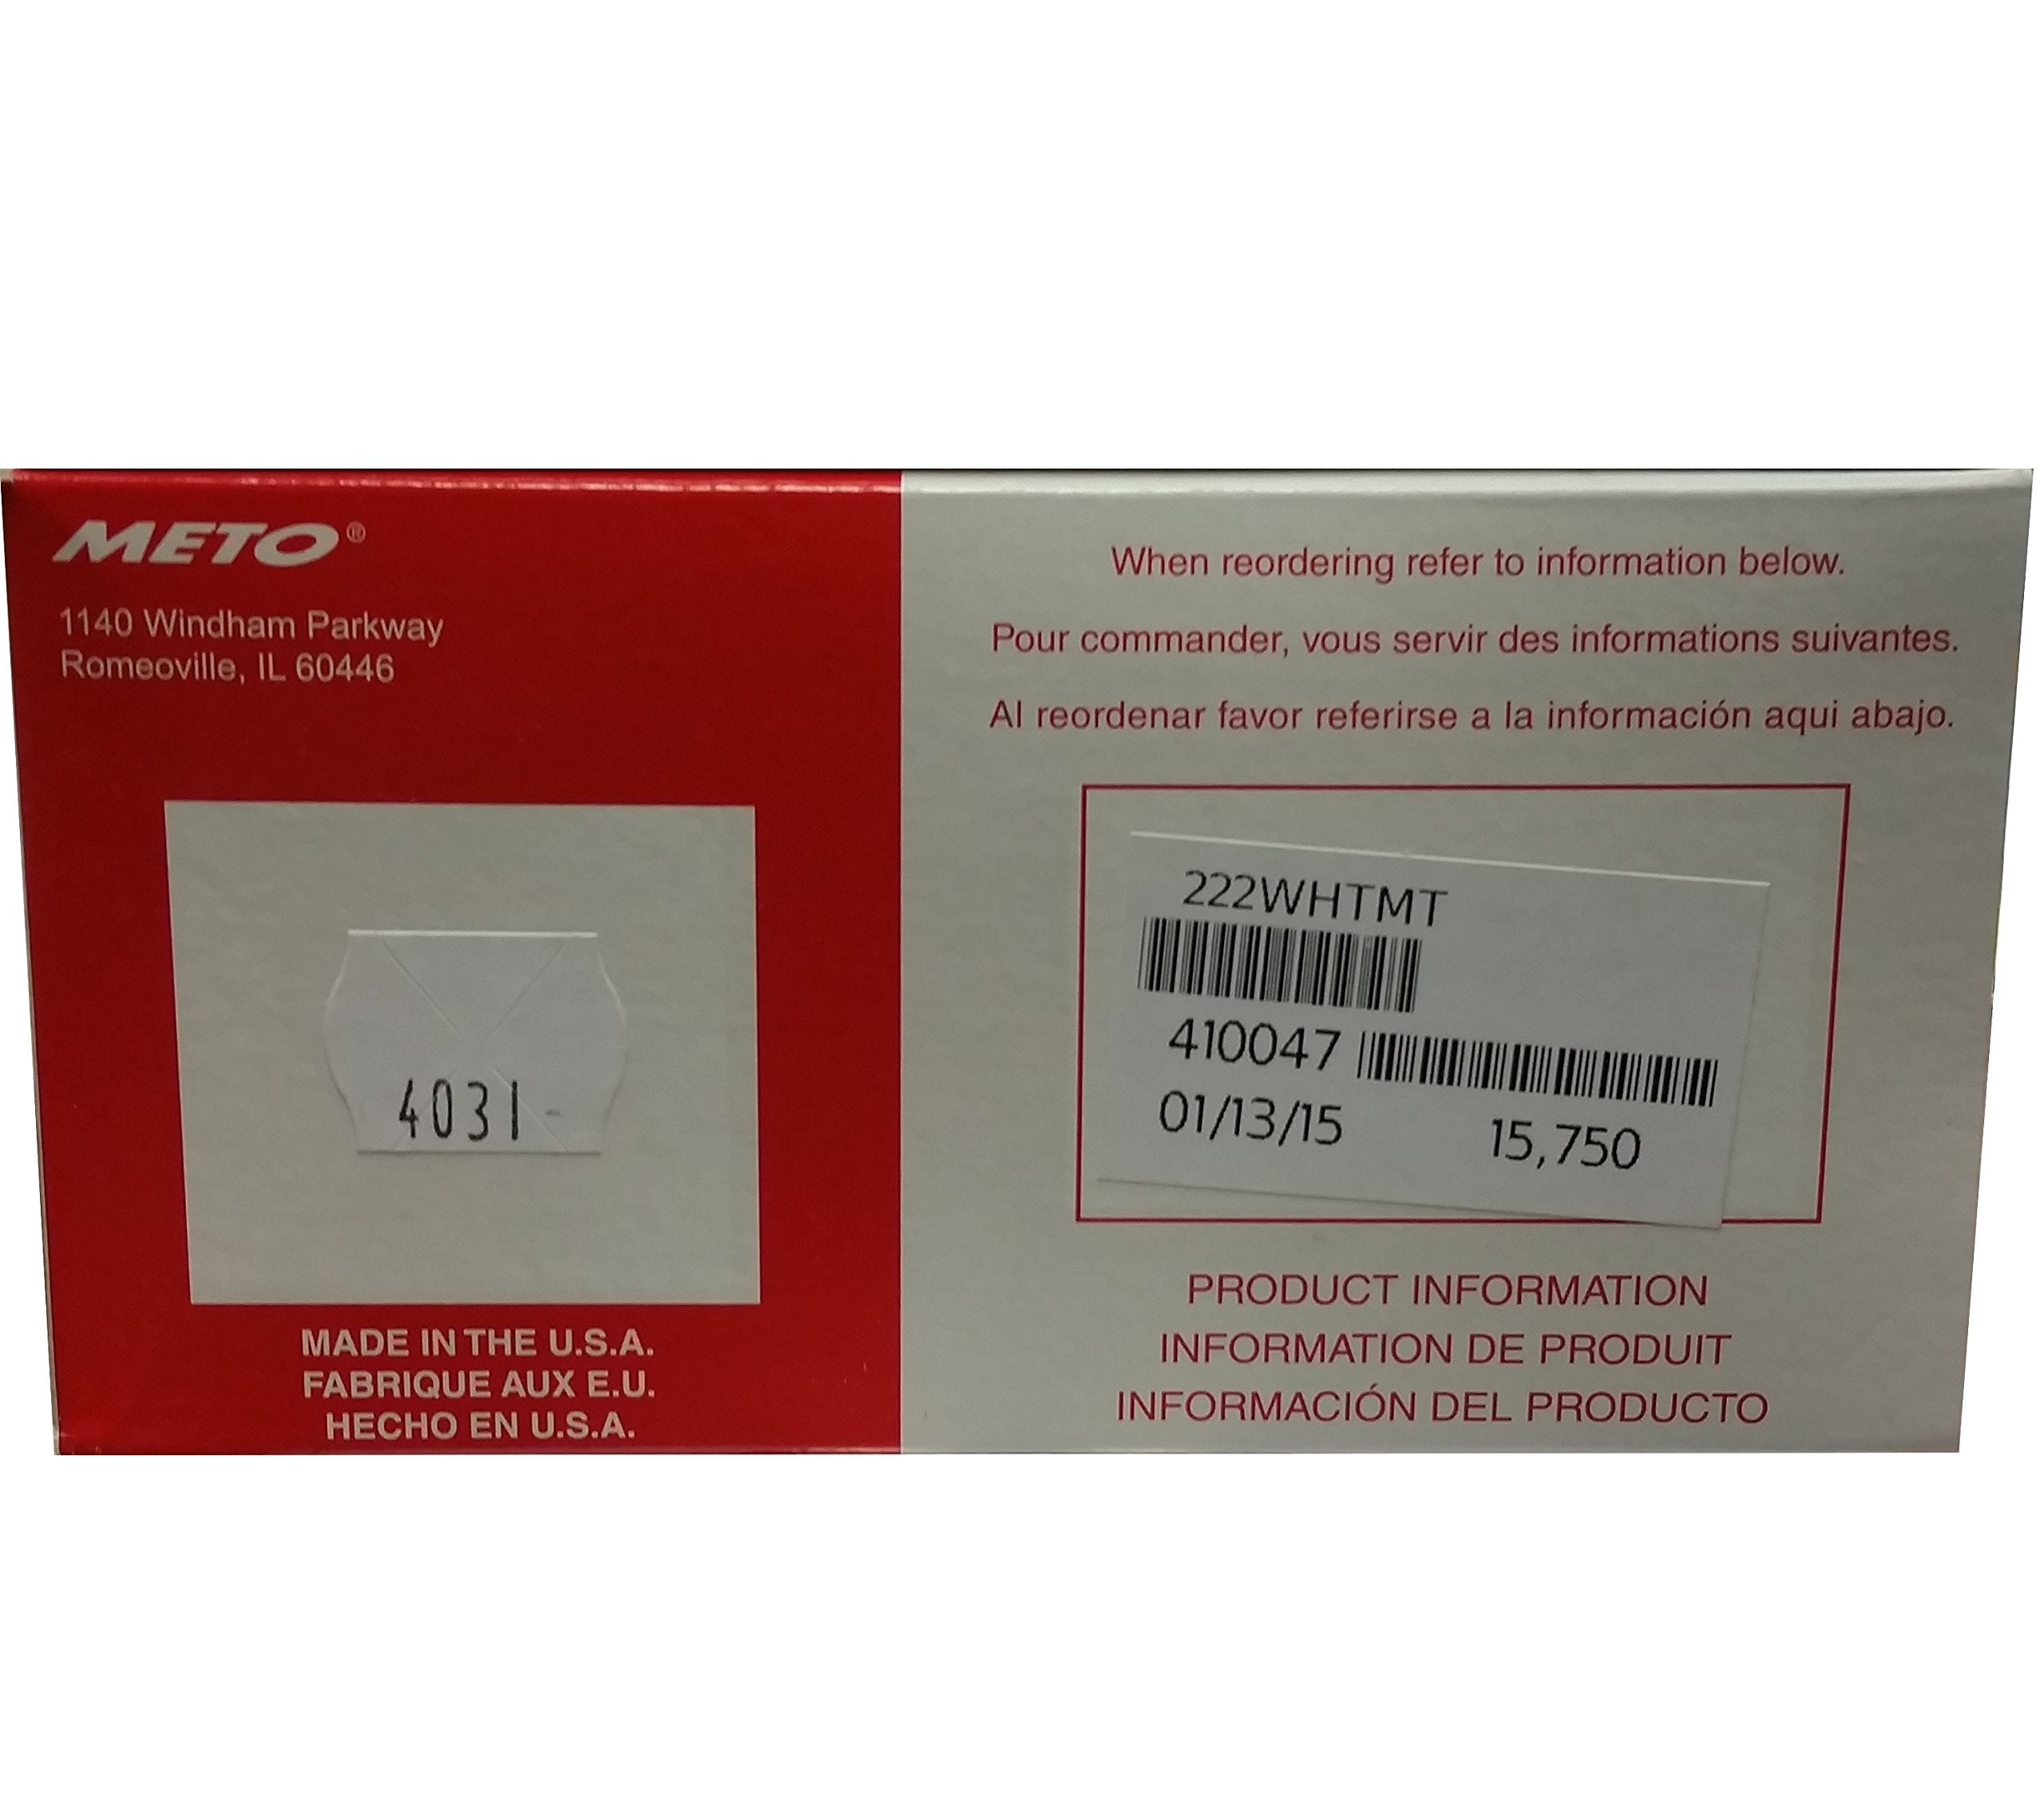 METO®
1140 Windham Parkway
Romeoville, IL 60446
4031-
MADE IN THE U.S.A.
FABRIQUE AUX E.U.
HECHO EN U.S.A.
When reordering refer to information below.
Pour commander, vous servir des informations suivantes.
Al reordenar favor referirse a la información aqui abajo.
222WHTMT
410047
01/13/15 15,750
PRODUCT INFORMATION
INFORMATION DE PRODUIT
INFORMACIÓN DEL PRODUCTO